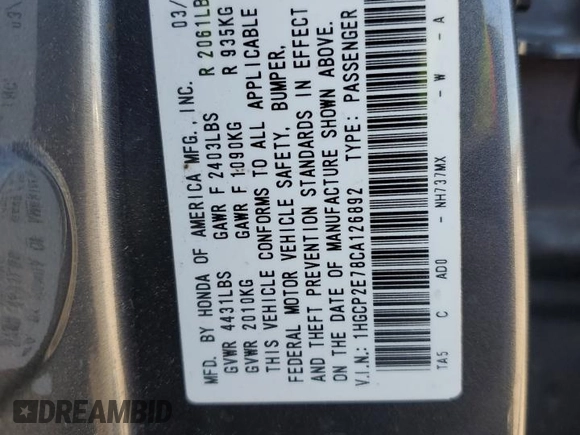 MFD. BY HONDA OF AMERICA MFG., INC. 03/
GVWR 4431LBS GAWR F 2403LBS R 2061LB
GVWR 2010KG GAWR F 1090KG R 935KG
THIS VEHICLE CONFORMS TO ALL APPLICABLE
FEDERAL MOTOR VEHICLE SAFETY, BUMPER,
AND THEFT PREVENTION STANDARDS IN EFFECT
ON THE DATE OF MANUFACTURE SHOWN ABOVE.
V.I.N.: 1HGCP2E78CA126892 TYPE: PASSENGER
TA5 C AD0 - NH737MX - W - A
DREAMBID